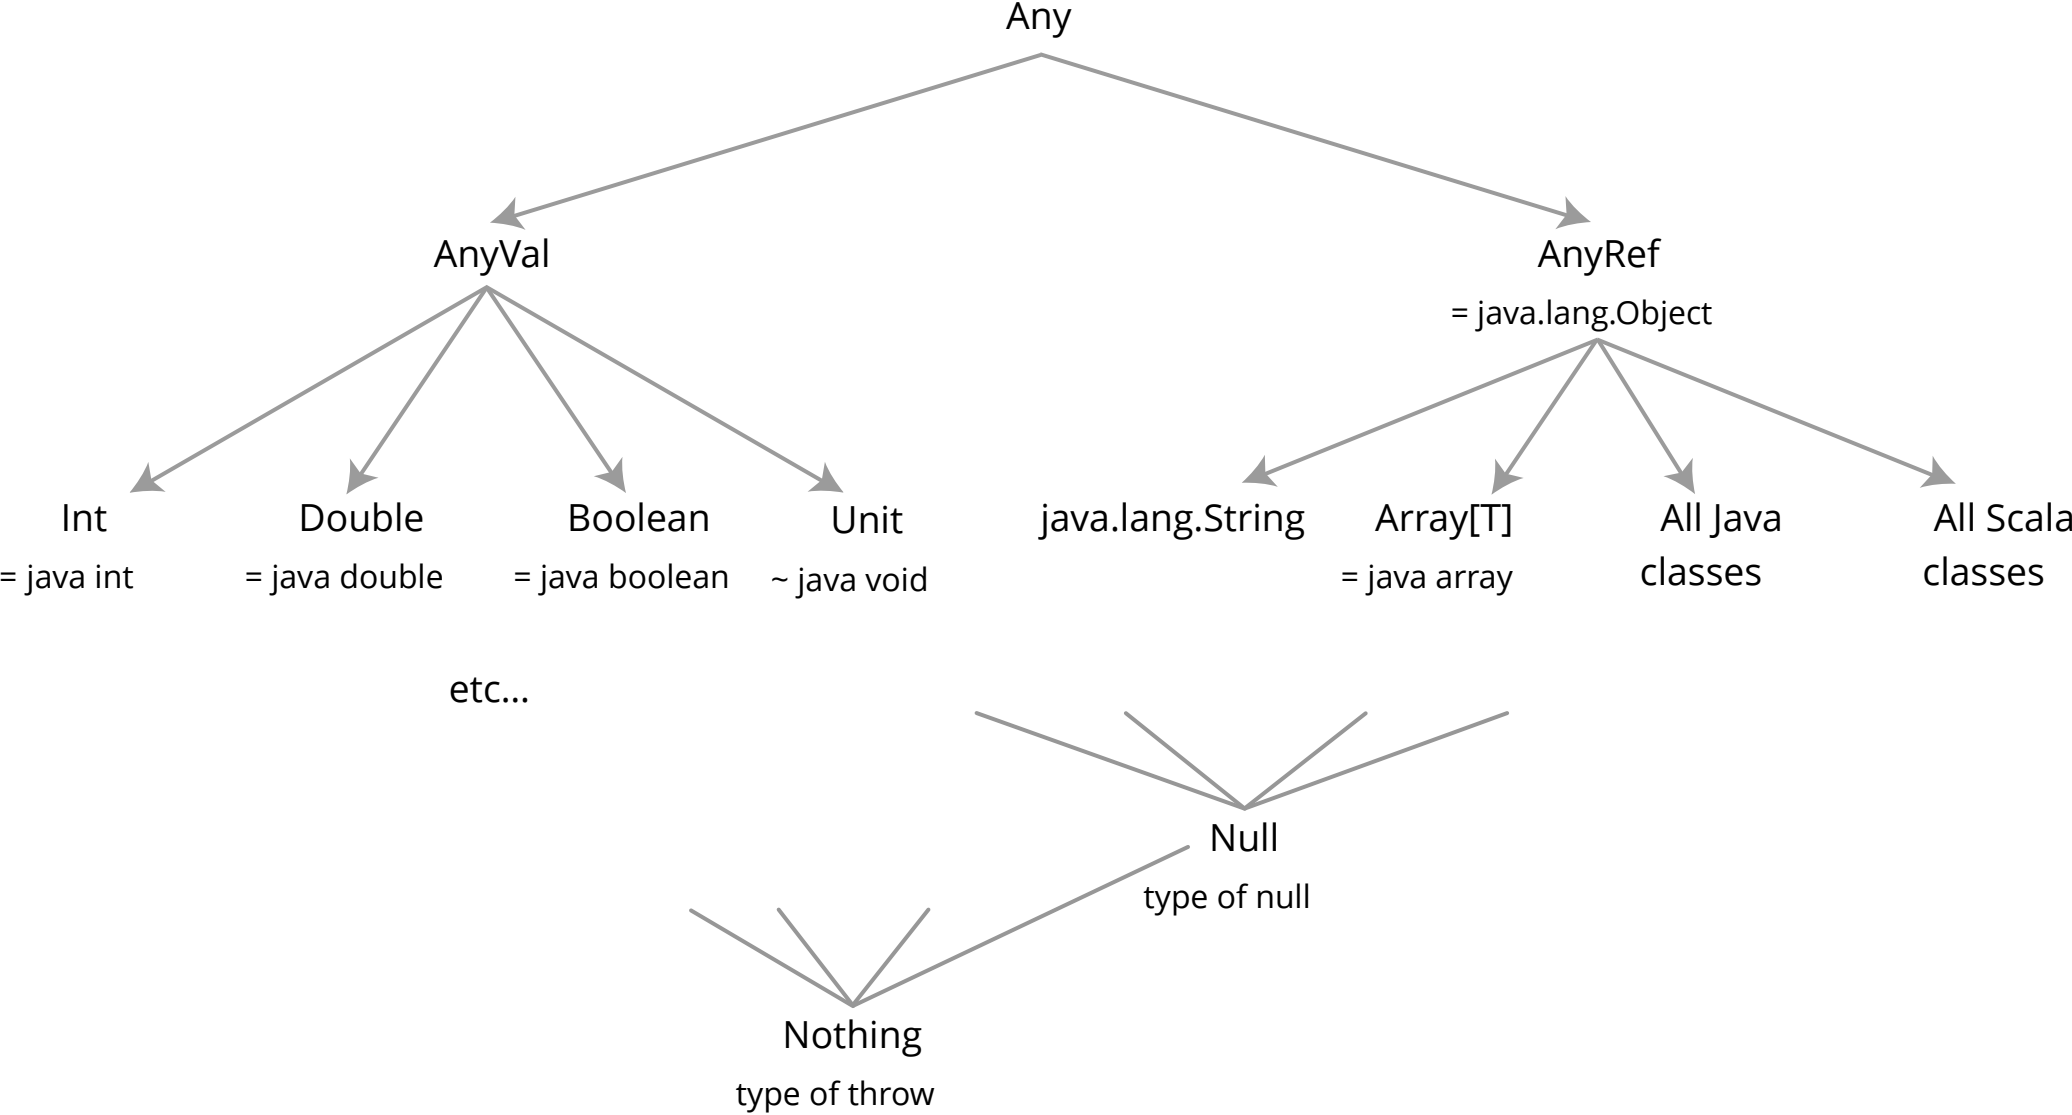 Any
AnyVal
AnyRef
= java.lang.Object
Int
= java int
Double
= java double
Boolean
= java boolean
Unit
~ java void
java.lang.String
Array[T]
= java array
All Java
classes
All Scala
classes
etc...
Null
type of null
Nothing
type of throw